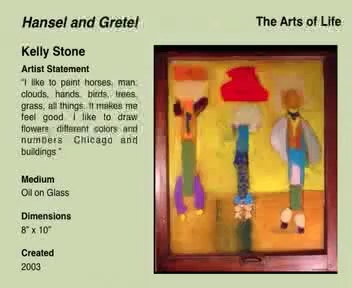 Hansel and Gretel
The Arts of Life
Kelly Stone
Artist Statement
"I like to paint horses, man,
clouds, hands, birds, trees,
grass, all things. It makes me
feel good. I like to draw
flowers, different colors and
numbers. Chicago and
buildings."
Medium
Oil on Glass
Dimensions
8" x 10"
Created
2003